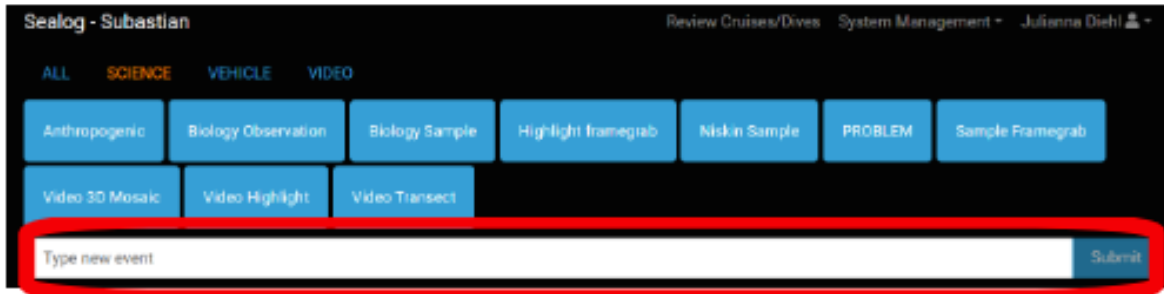 Sealog - Subastian Review Cruises/Dives System Management Julianna Diehl
ALL SCIENCE VEHICLE VIDEO
Anthropogenic Biology Observation Biology Sample Highlight framegrab Niskin Sample PROBLEM Sample Framegrab
Video 3D Mosaic Video Highlight Video Transect
Type new event Submit